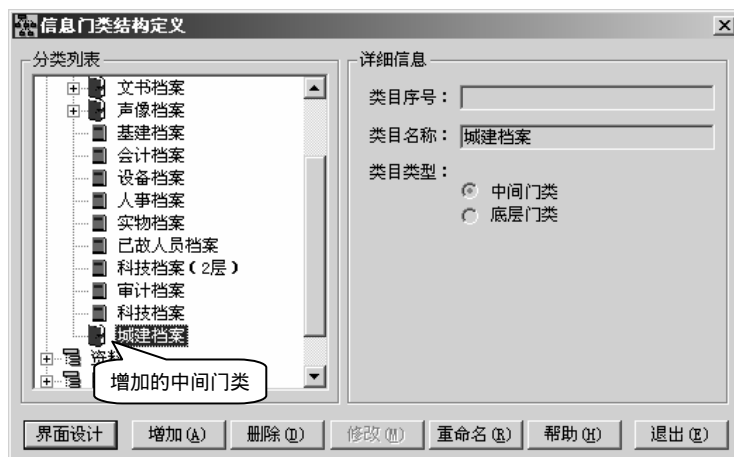 信息门类结构定义
分类列表
文书档案
声像档案
基建档案
会计档案
设备档案
人事档案
实物档案
已故人员档案
科技档案(2层)
审计档案
科技档案
城建档案
资料
增加的中间门类
详细信息
类目序号：
类目名称： 城建档案
类目类型：
中间门类
底层门类
界面设计 增加(A) 删除(D) 修改(M) 重命名(R) 帮助(H) 退出(E)